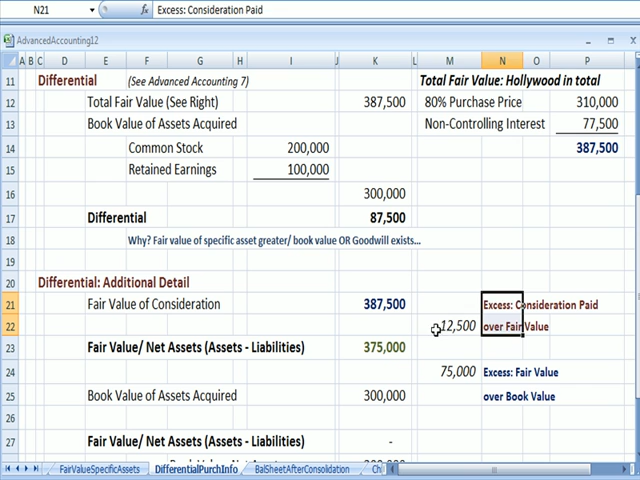 N21 fx Excess: Consideration Paid
AdvancedAccounting12
A B C D E F G H I J K L M N O P
11 Differential (See Advanced Accounting 7) Total Fair Value: Hollywood in total
12 Total Fair Value (See Right) 387,500 80% Purchase Price 310,000
13 Book Value of Assets Acquired Non-Controlling Interest 77,500
14 Common Stock 200,000 387,500
15 Retained Earnings 100,000
16 300,000
17 Differential 87,500
18 Why? Fair value of specific asset greater/ book value OR Goodwill exists...
19
20 Differential: Additional Detail
21 Fair Value of Consideration 387,500 Excess: Consideration Paid
22 12,500 over Fair Value
23 Fair Value/ Net Assets (Assets - Liabilities) 375,000
24 75,000 Excess: Fair Value
25 Book Value of Assets Acquired 300,000 over Book Value
26
27 Fair Value/ Net Assets (Assets - Liabilities) -
FairValueSpecificAssets DifferentialPurchInfo BalSheetAfterConsolidation Ch